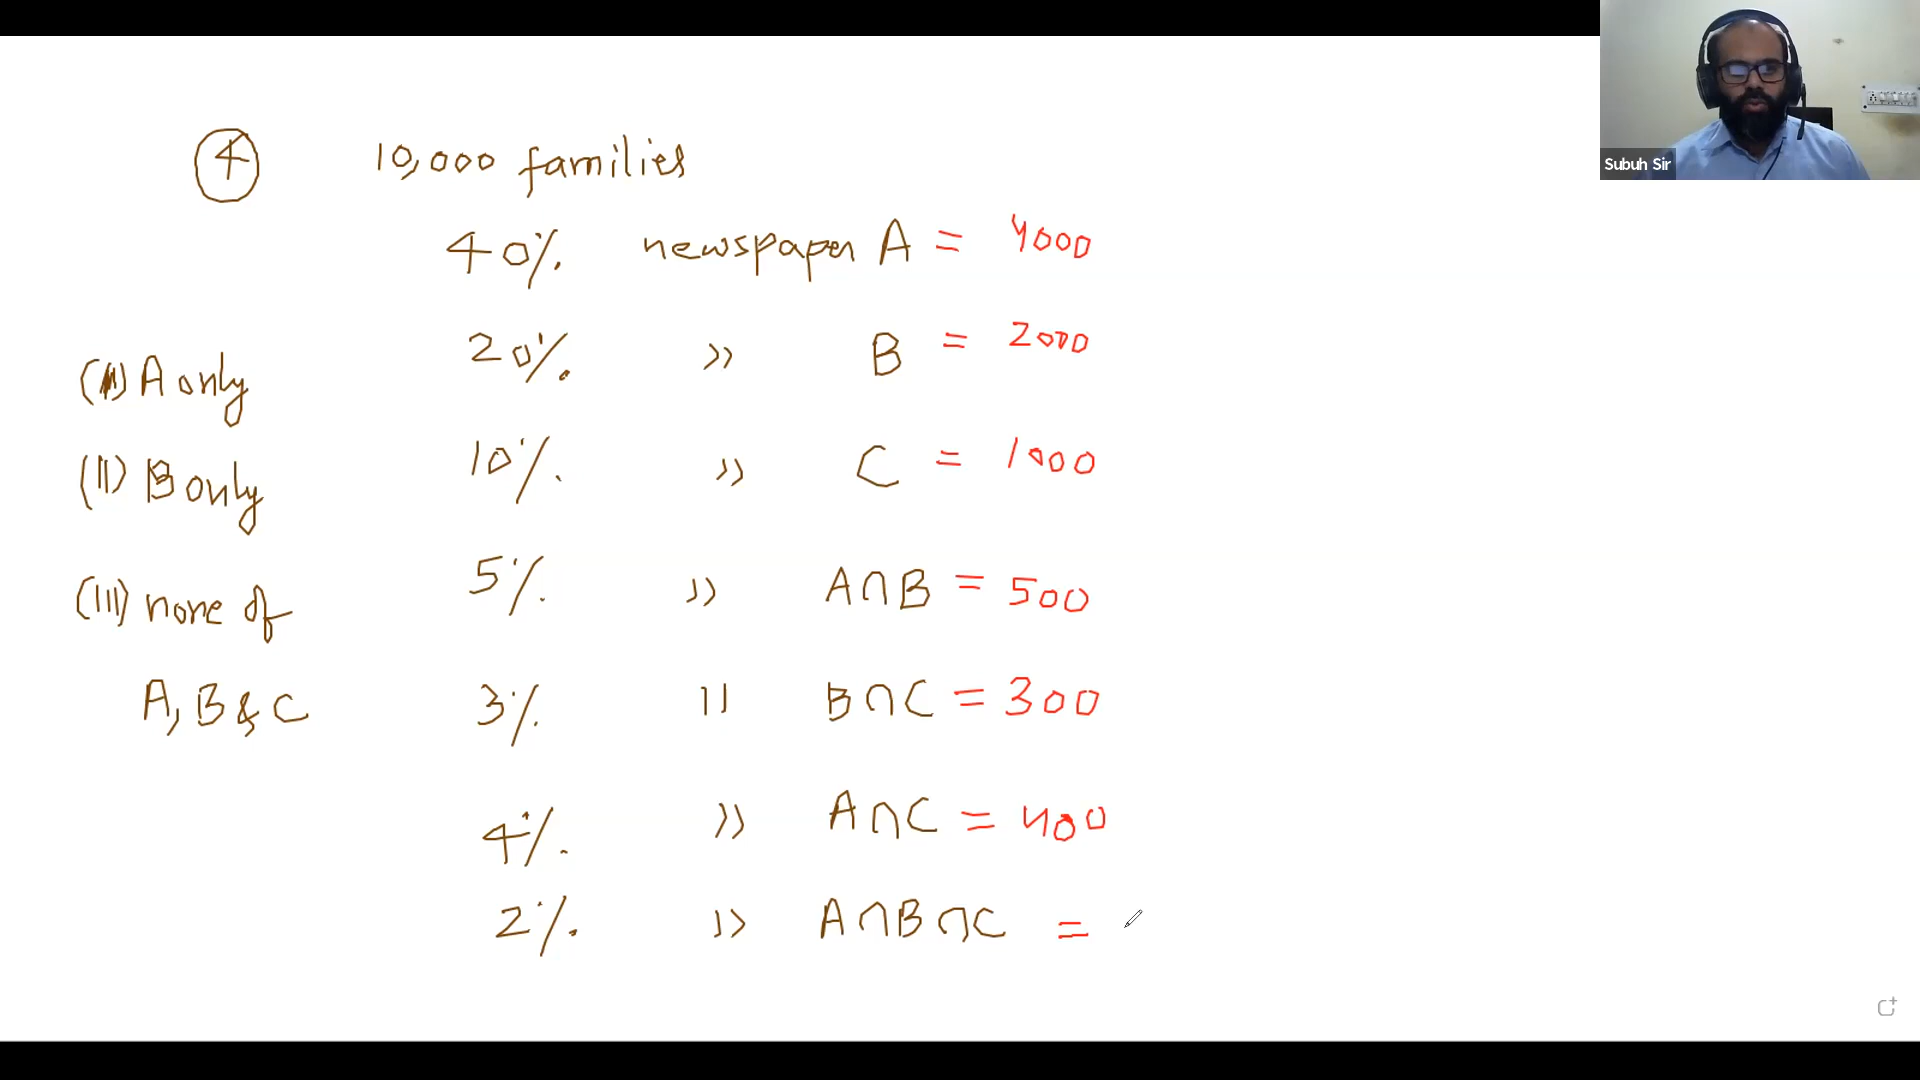 ④ 10,000 families
40% newspaper A = 4000
20% " B = 2000
(I) A only
10% " C = 1000
(II) B only
5% " A∩B = 500
(III) none of
A, B & C
3% " B∩C = 300
4% " A∩C = 400
2% " A∩B∩C =
Subuh Sir